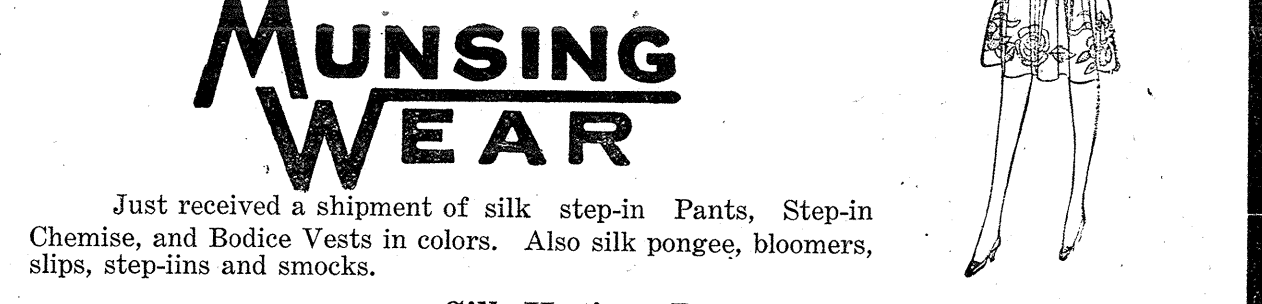 MUNSING
WEAR
Just received a shipment of silk step-in Pants, Step-in
Chemise, and Bodice Vests in colors. Also silk pongee, bloomers,
slips, step-iins and smocks.